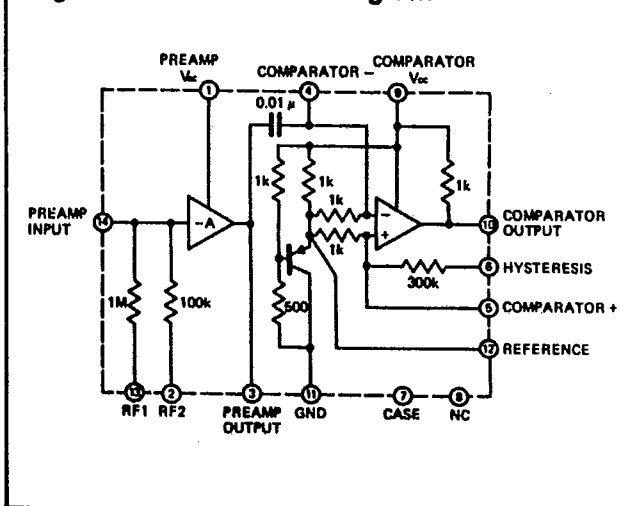 PREAMP
Vcc
COMPARATOR –
COMPARATOR
Vcc
1
4
9
0.01 µ
1k
1k
1k
1k
1k
PREAMP
INPUT
14
–A
–
+
10
COMPARATOR
OUTPUT
6
HYSTERESIS
300k
1M
100k
500
5
COMPARATOR +
12
REFERENCE
13
2
3
11
7
8
RF1
RF2
PREAMP
OUTPUT
GND
CASE
NC